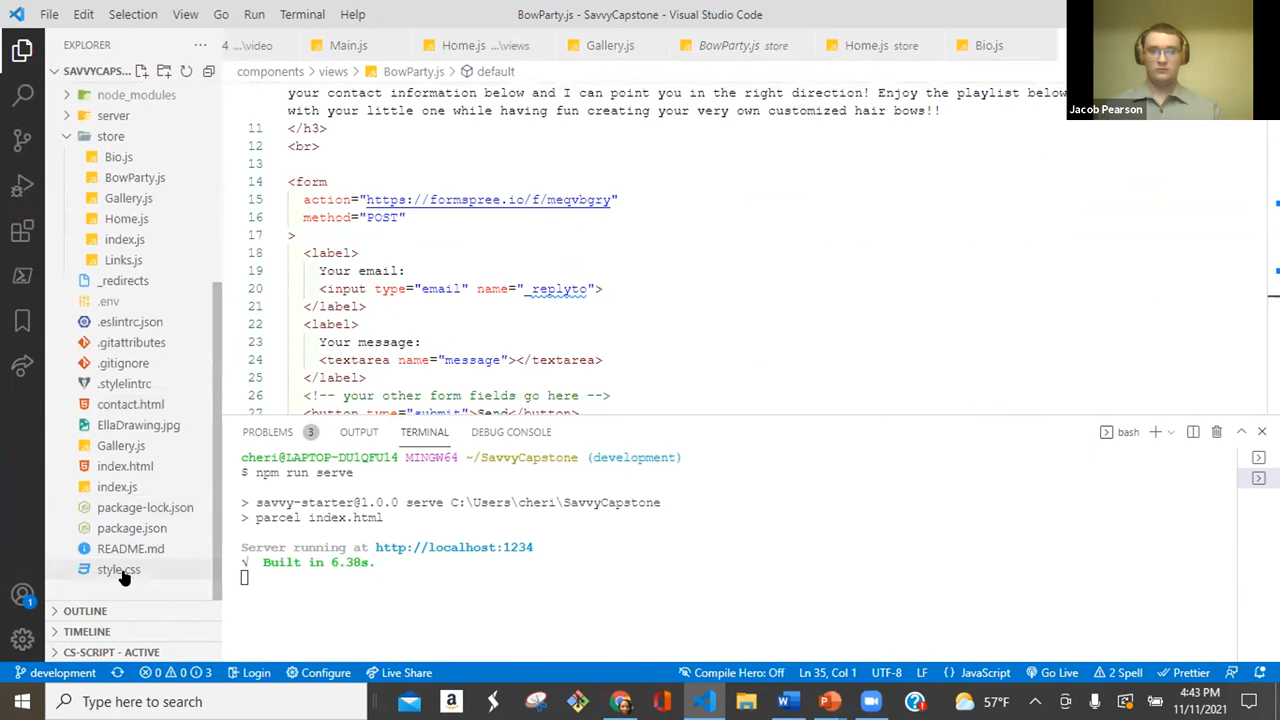 File Edit Selection View Go Run Terminal Help
BowParty.js - SavvyCapstone - Visual Studio Code
EXPLORER
4 ...\video Main.js Home.js ...\views Gallery.js BowParty.js store Home.js store Bio.js
SAVVYCAPS...
components > views > BowParty.js > default
Jacob Pearson
node_modules
server
store
Bio.js
BowParty.js
Gallery.js
Home.js
index.js
Links.js
_redirects
.env
.eslintrc.json
.gitattributes
.gitignore
.stylelintrc
contact.html
EllaDrawing.jpg
Gallery.js
index.html
index.js
package-lock.json
package.json
README.md
style.css
OUTLINE
TIMELINE
CS-SCRIPT - ACTIVE
your contact information below and I can point you in the right direction! Enjoy the playlist below
with your little one while having fun creating your very own customized hair bows!!
11 </h3>
12 <br>
13
14 <form
15 action="https://formspree.io/f/meqvbgry"
16 method="POST"
17 >
18 <label>
19 Your email:
20 <input type="email" name="_replyto">
21 </label>
22 <label>
23 Your message:
24 <textarea name="message"></textarea>
25 </label>
26 <!-- your other form fields go here -->
27 <button type="submit">Send</button>
PROBLEMS 3 OUTPUT TERMINAL DEBUG CONSOLE
bash
cheri@LAPTOP-DU1QFU14 MINGW64 ~/SavvyCapstone (development)
$ npm run serve
> savvy-starter@1.0.0 serve C:\Users\cheri\SavvyCapstone
> parcel index.html
Server running at http://localhost:1234
√ Built in 6.38s.
development 0 0 3 Login Configure Live Share
Compile Hero: Off Ln 35, Col 1 UTF-8 LF {} JavaScript Go Live 2 Spell Prettier
1
Type here to search
57°F
4:43 PM
11/11/2021